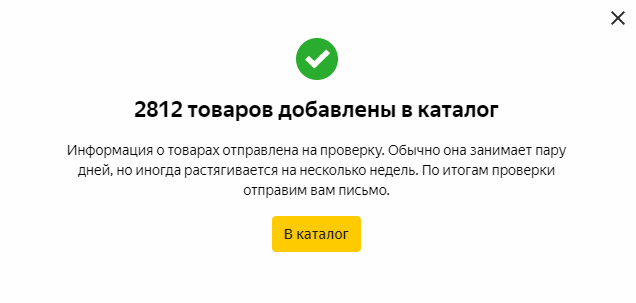 2812 товаров добавлены в каталог
Информация о товарах отправлена на проверку. Обычно она занимает пару
дней, но иногда растягивается на несколько недель. По итогам проверки
отправим вам письмо.
В каталог